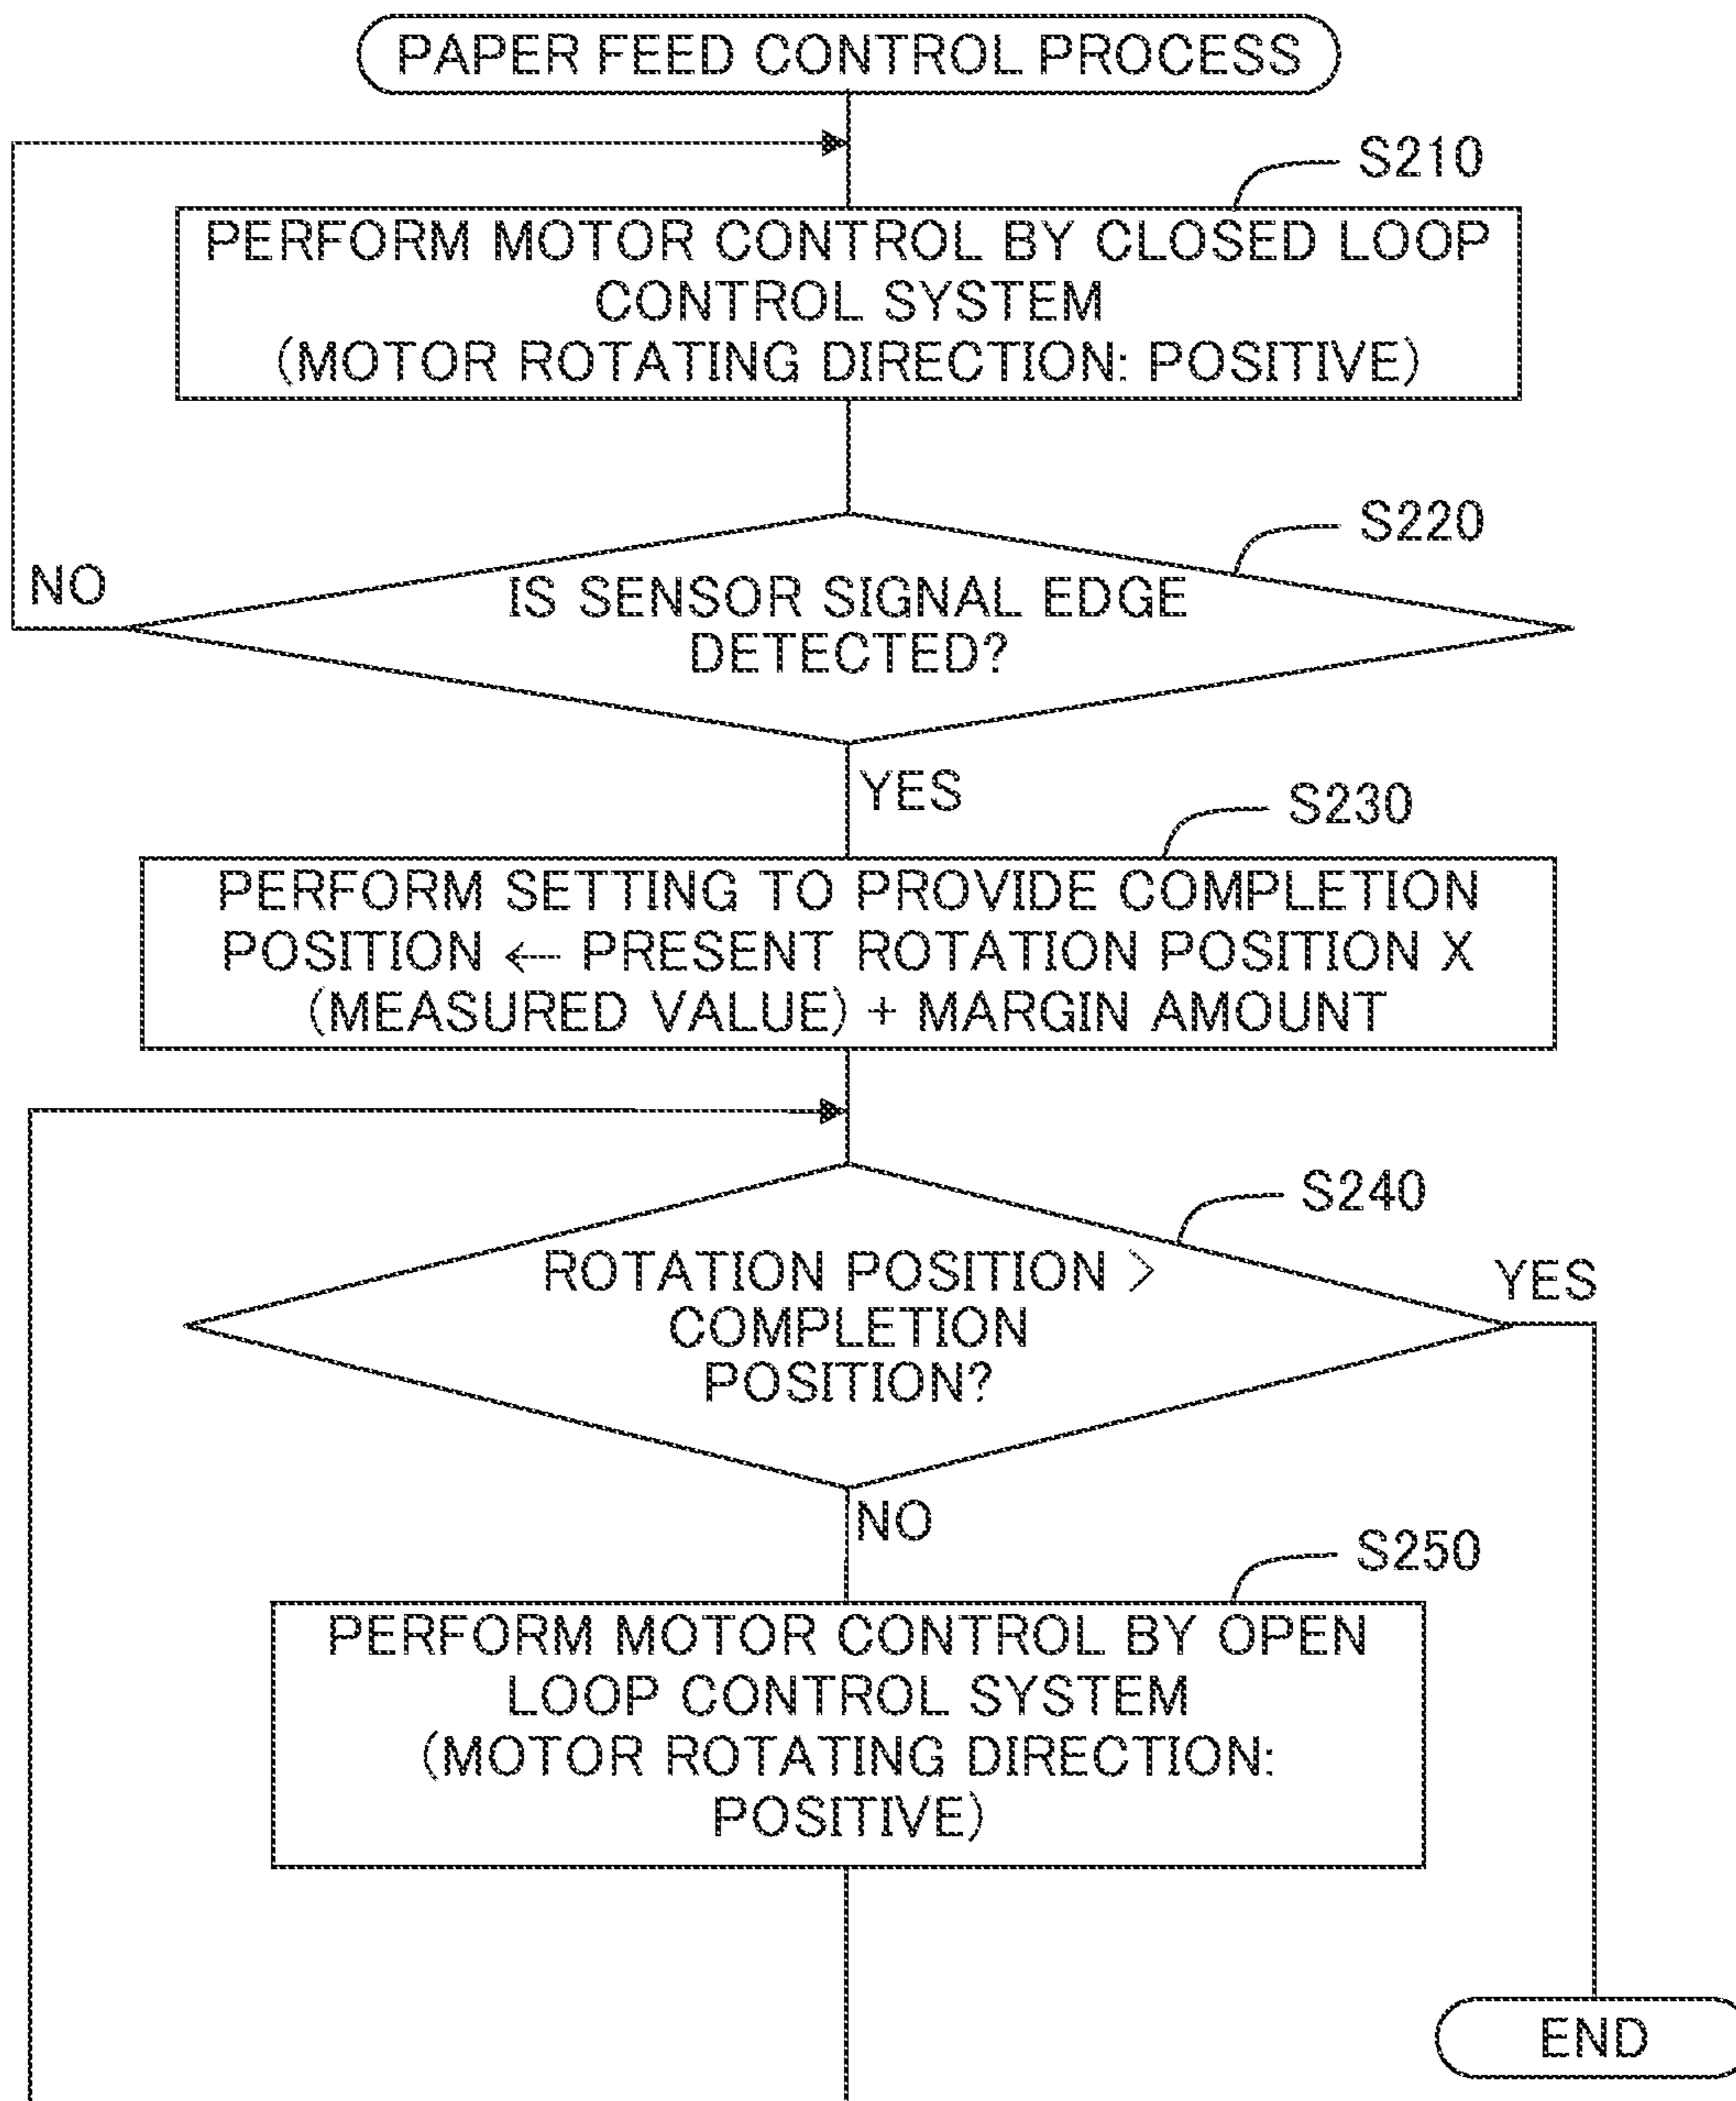 PAPER FEED CONTROL PROCESS
S210
PERFORM MOTOR CONTROL BY CLOSED LOOP
CONTROL SYSTEM
(MOTOR ROTATING DIRECTION: POSITIVE)
S220
NO
IS SENSOR SIGNAL EDGE
DETECTED?
YES
S230
PERFORM SETTING TO PROVIDE COMPLETION
POSITION ← PRESENT ROTATION POSITION X
(MEASURED VALUE) + MARGIN AMOUNT
S240
ROTATION POSITION >
COMPLETION
POSITION?
YES
NO
S250
PERFORM MOTOR CONTROL BY OPEN
LOOP CONTROL SYSTEM
(MOTOR ROTATING DIRECTION:
POSITIVE)
END